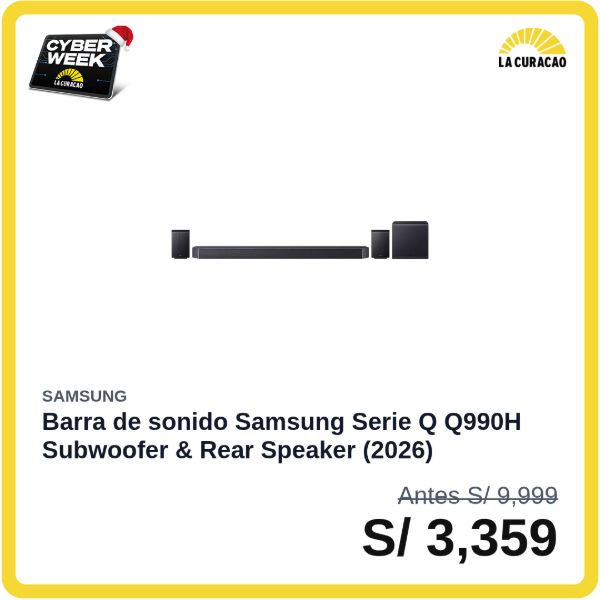 CYBER
WEEK
LA CURACAO
LA CURACAO
SAMSUNG
Barra de sonido Samsung Serie Q Q990H
Subwoofer & Rear Speaker (2026)
Antes S/ 9,999
S/ 3,359